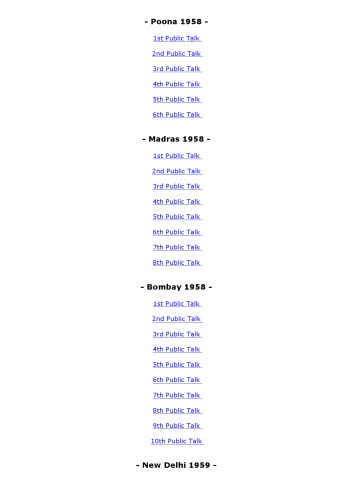 - Poona 1958 -
1st Public Talk
2nd Public Talk
3rd Public Talk
4th Public Talk
5th Public Talk
6th Public Talk
- Madras 1958 -
1st Public Talk
2nd Public Talk
3rd Public Talk
4th Public Talk
5th Public Talk
6th Public Talk
7th Public Talk
8th Public Talk
- Bombay 1958 -
1st Public Talk
2nd Public Talk
3rd Public Talk
4th Public Talk
5th Public Talk
6th Public Talk
7th Public Talk
8th Public Talk
9th Public Talk
10th Public Talk
- New Delhi 1959 -